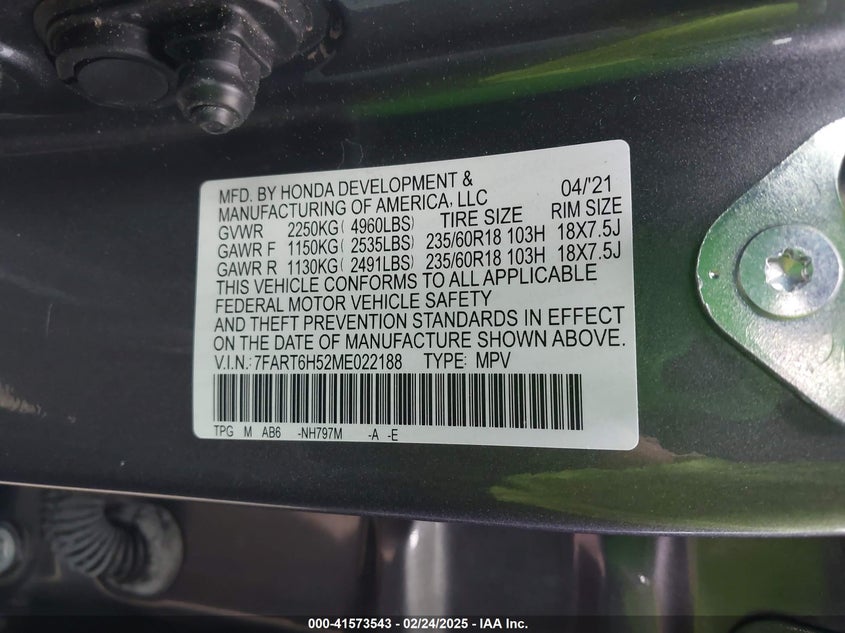 MFD. BY HONDA DEVELOPMENT & 04/'21
MANUFACTURING OF AMERICA, LLC
GVWR 2250KG( 4960LBS) TIRE SIZE RIM SIZE
GAWR F 1150KG( 2535LBS) 235/60R18 103H 18X7.5J
GAWR R 1130KG( 2491LBS) 235/60R18 103H 18X7.5J
THIS VEHICLE CONFORMS TO ALL APPLICABLE
FEDERAL MOTOR VEHICLE SAFETY
AND THEFT PREVENTION STANDARDS IN EFFECT
ON THE DATE OF MANUFACTURE SHOWN ABOVE.
V.I.N.: 7FART6H52ME022188 TYPE: MPV
TPG M AB6 -NH797M -A -E
000-41573543 - 02/24/2025 - IAA Inc.